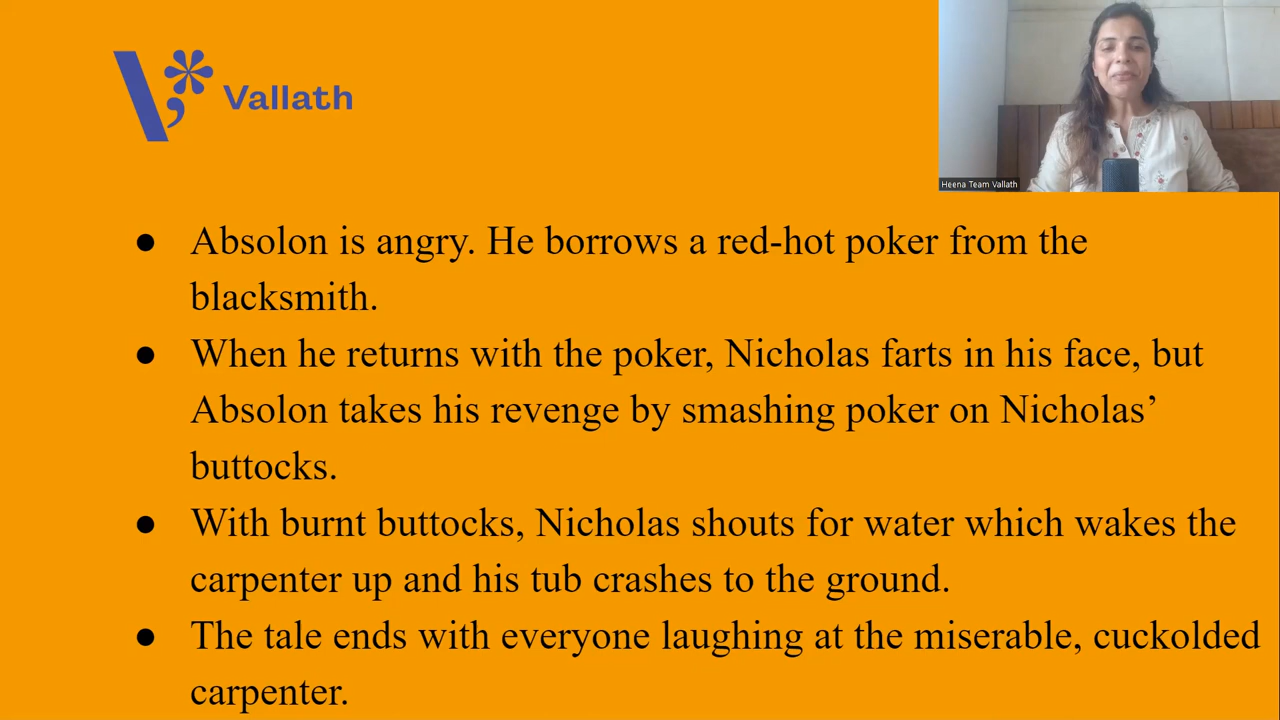 Vallath
Heena Team Vallath
● Absolon is angry. He borrows a red-hot poker from the
blacksmith.
● When he returns with the poker, Nicholas farts in his face, but
Absolon takes his revenge by smashing poker on Nicholas’
buttocks.
● With burnt buttocks, Nicholas shouts for water which wakes the
carpenter up and his tub crashes to the ground.
● The tale ends with everyone laughing at the miserable, cuckolded
carpenter.